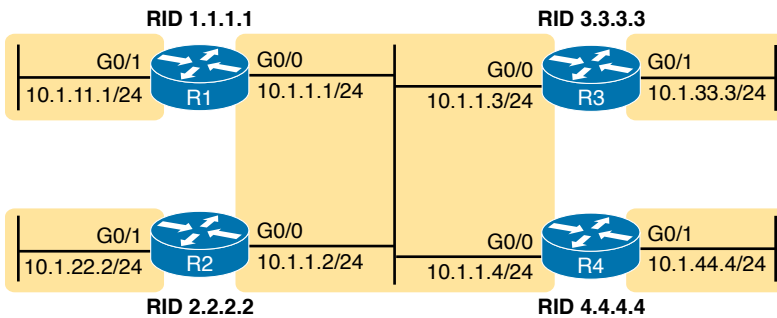 RID 1.1.1.1
RID 3.3.3.3
G0/1
G0/0
G0/0
G0/1
10.1.11.1/24
R1
10.1.1.1/24
10.1.1.3/24
R3
10.1.33.3/24
G0/1
G0/0
G0/0
G0/1
10.1.22.2/24
R2
10.1.1.2/24
10.1.1.4/24
R4
10.1.44.4/24
RID 2.2.2.2
RID 4.4.4.4